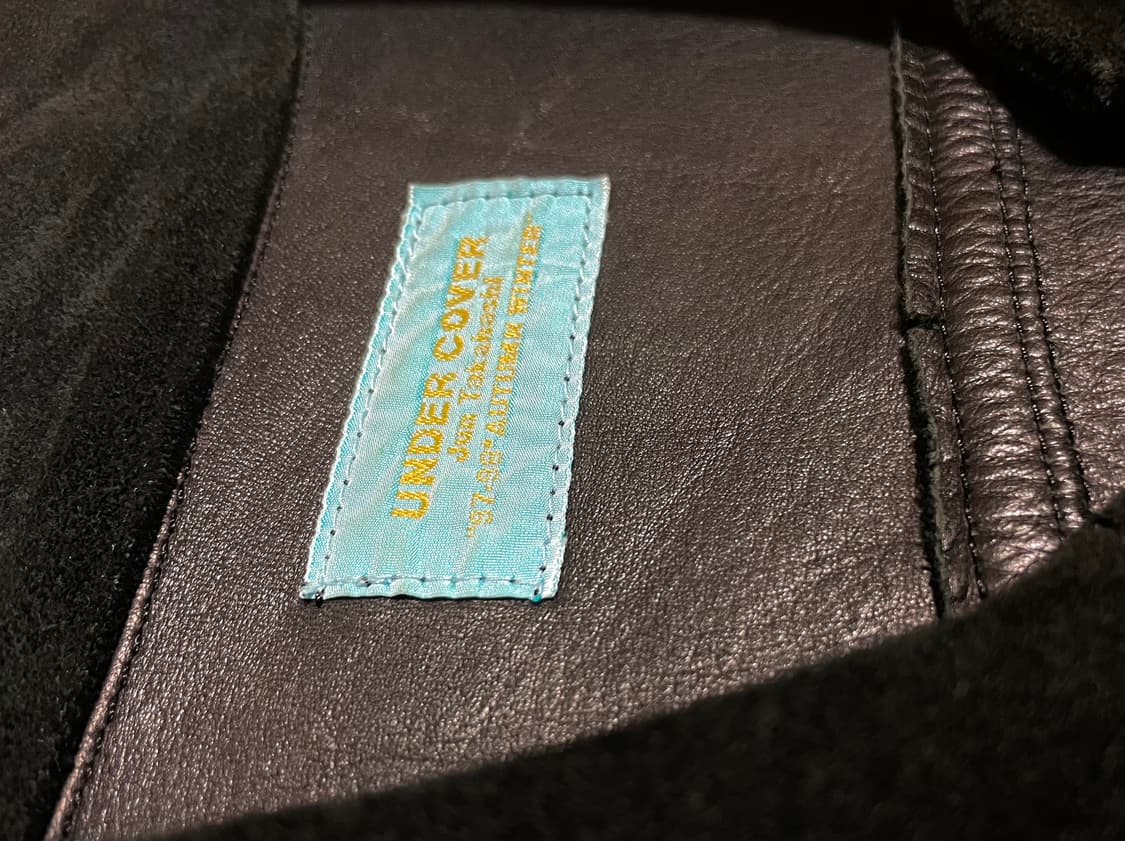 UNDER COVER
Jun Takahashi
"97-98" AUTUMN WINTER"